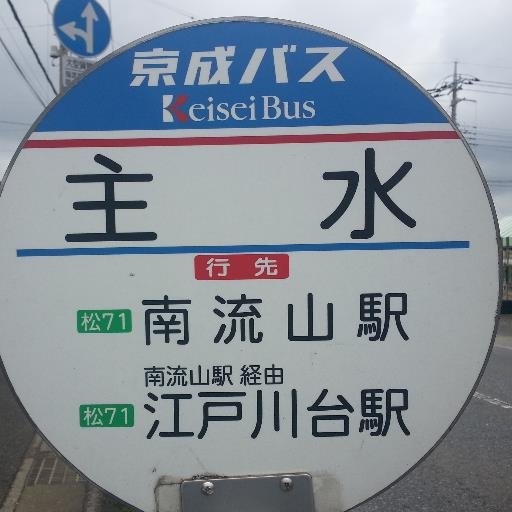 京成バス
KeiseiBus
主水
行先
松71 南流山駅
南流山駅 経由
松71 江戸川台駅